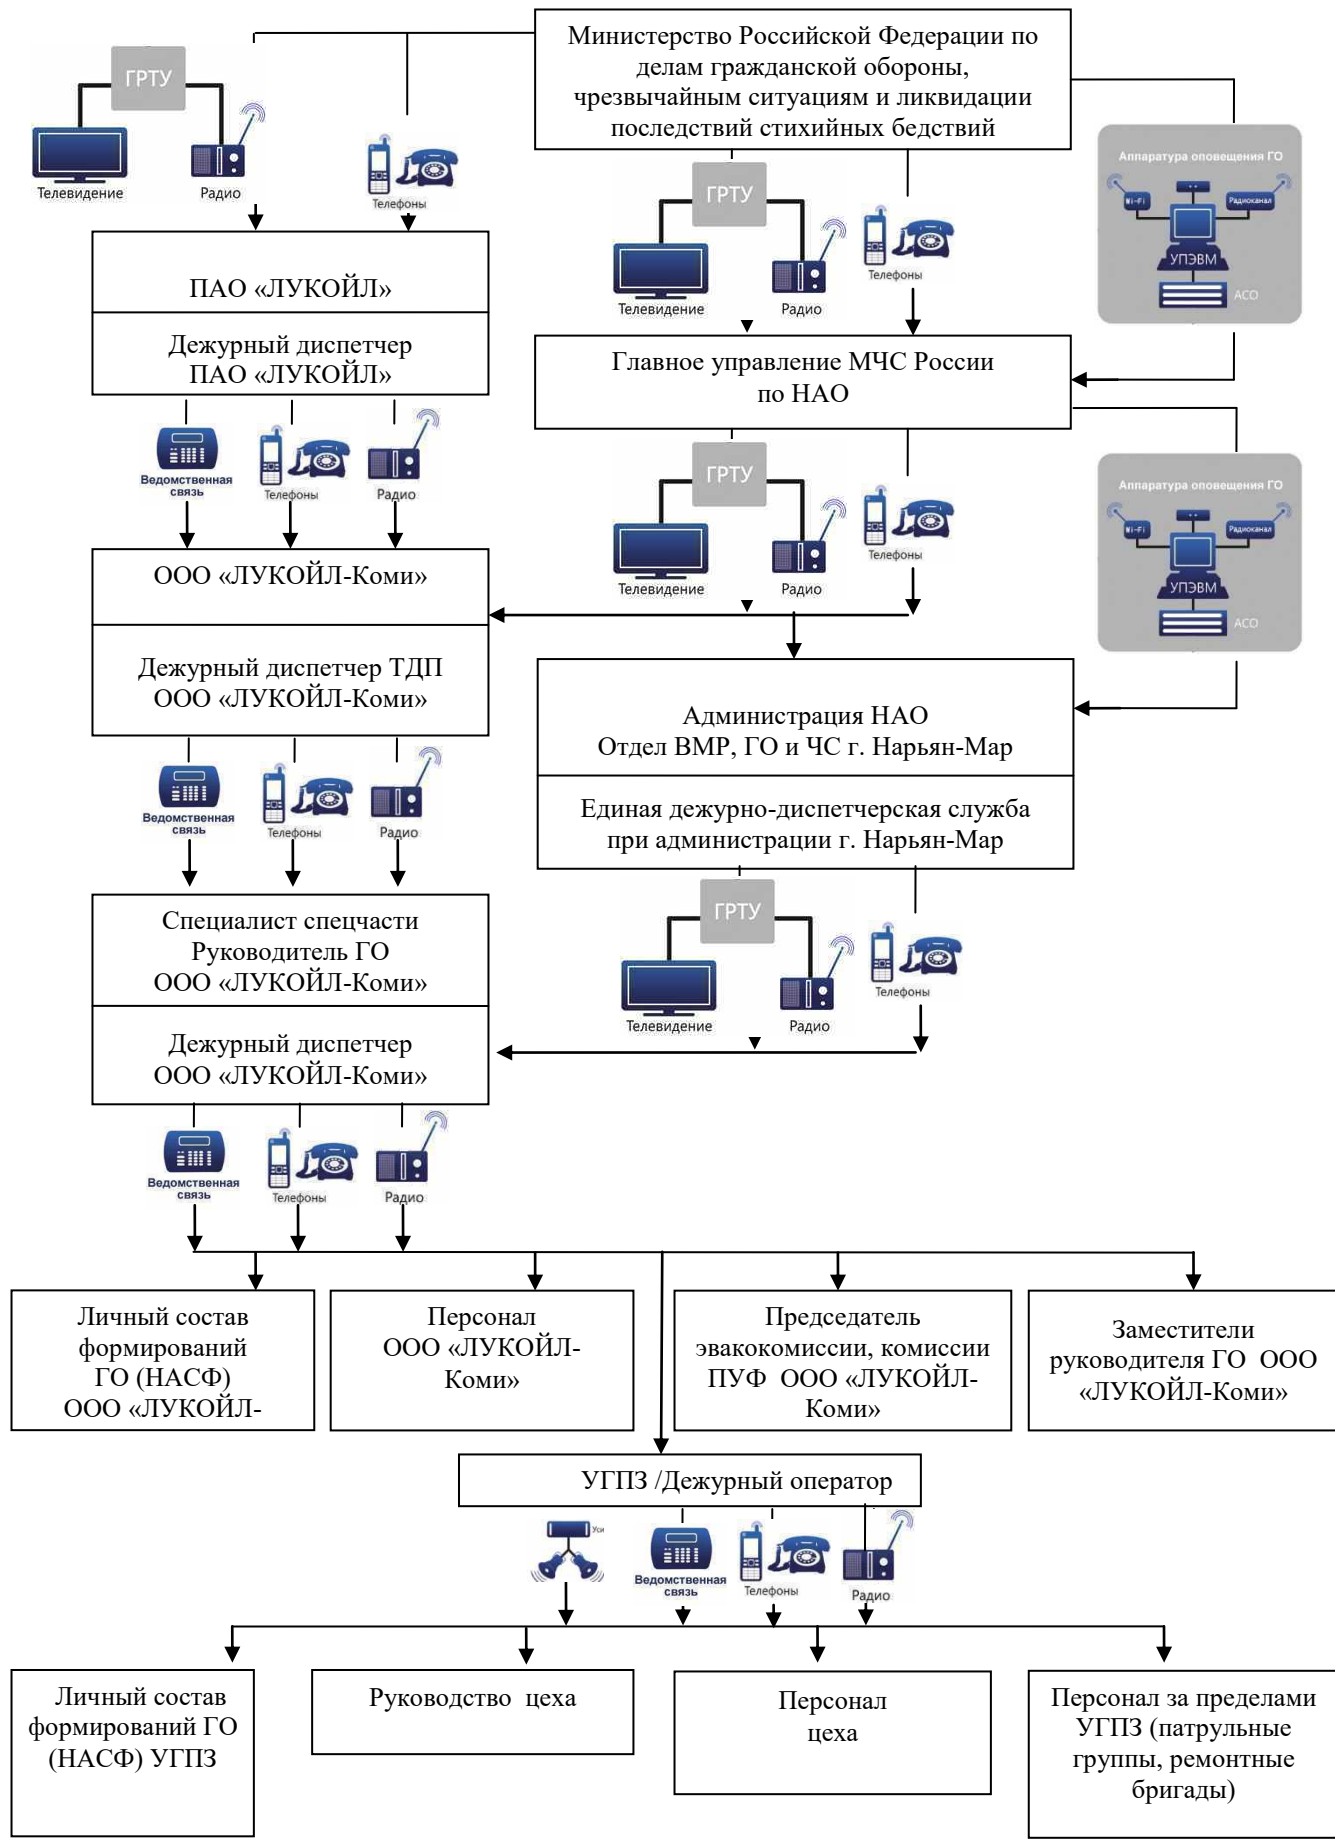 Министерство Российской Федерации по
делам гражданской обороны,
чрезвычайным ситуациям и ликвидации
последствий стихийных бедствий
ГРТУ
Телевидение
Радио
Телефоны
ГРТУ
Телевидение
Радио
Телефоны
Аппаратура оповещения ГО
Wi-Fi
Радиоканал
УПЭВМ
АСО
ПАО «ЛУКОЙЛ»
Дежурный диспетчер
ПАО «ЛУКОЙЛ»
Главное управление МЧС России
по НАО
Ведомственная
связь
Телефоны
Радио
ГРТУ
Телевидение
Радио
Телефоны
Аппаратура оповещения ГО
Wi-Fi
Радиоканал
УПЭВМ
АСО
ООО «ЛУКОЙЛ-Коми»
Дежурный диспетчер ТДП
ООО «ЛУКОЙЛ-Коми»
Администрация НАО
Отдел ВМР, ГО и ЧС г. Нарьян-Мар
Единая дежурно-диспетчерская служба
при администрации г. Нарьян-Мар
Ведомственная
связь
Телефоны
Радио
ГРТУ
Телевидение
Радио
Телефоны
Специалист спецчасти
Руководитель ГО
ООО «ЛУКОЙЛ-Коми»
Дежурный диспетчер
ООО «ЛУКОЙЛ-Коми»
Ведомственная
связь
Телефоны
Радио
Личный состав
формирований
ГО (НАСФ)
ООО «ЛУКОЙЛ-
Персонал
ООО «ЛУКОЙЛ-
Коми»
Председатель
эвакокомиссии, комиссии
ПУФ ООО «ЛУКОЙЛ-
Коми»
Заместители
руководителя ГО ООО
«ЛУКОЙЛ-Коми»
УГПЗ /Дежурный оператор
Уси
Ведомственная
связь
Телефоны
Радио
Личный состав
формирований ГО
(НАСФ) УГПЗ
Руководство цеха
Персонал
цеха
Персонал за пределами
УГПЗ (патрульные
группы, ремонтные
бригады)